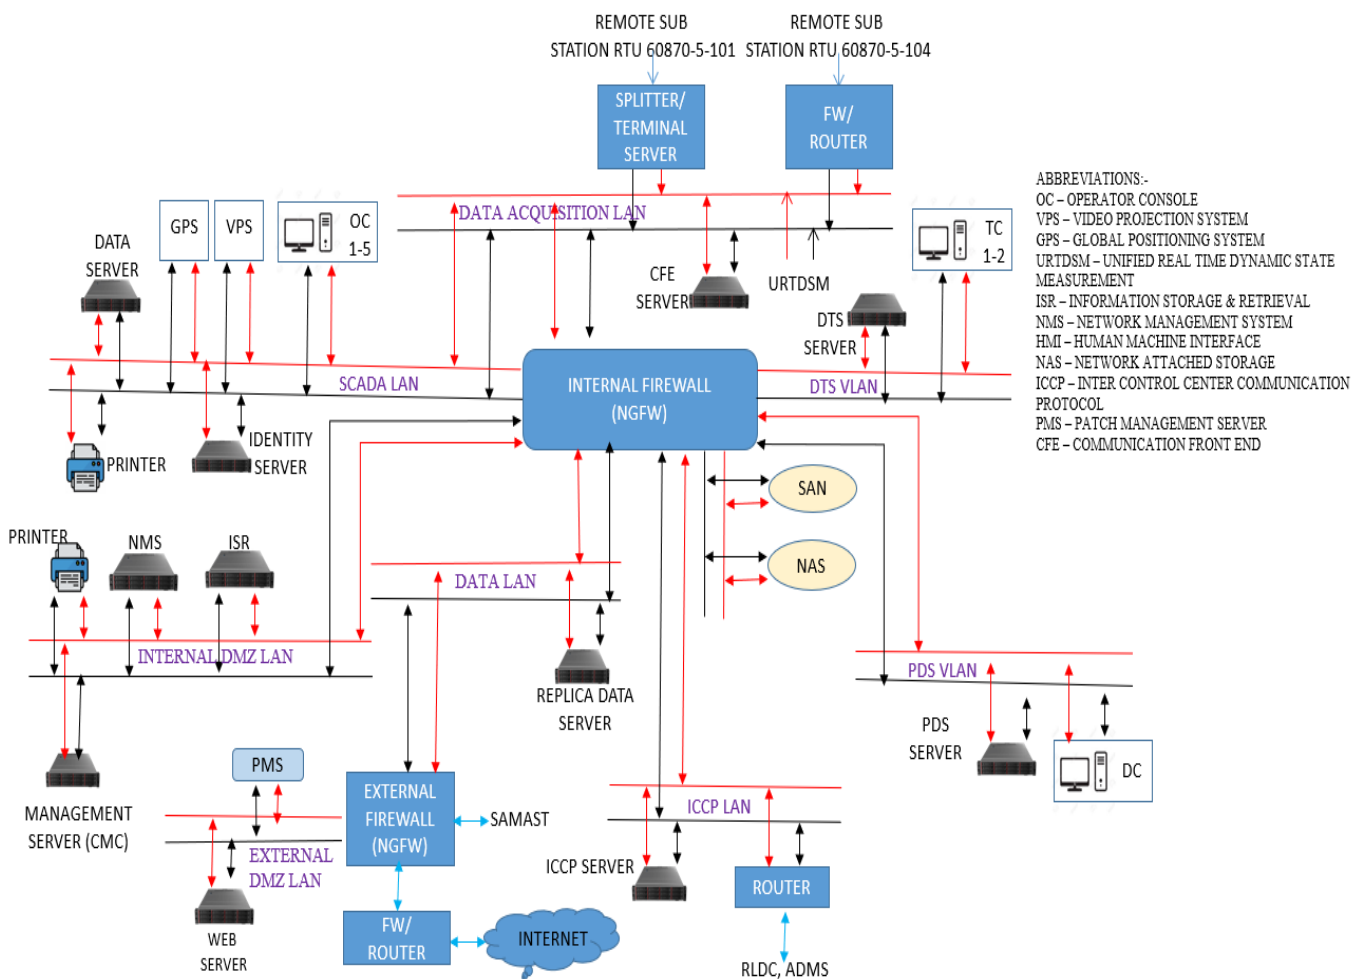 REMOTE SUB
STATION RTU 60870-5-101
REMOTE SUB
STATION RTU 60870-5-104
SPLITTER/
TERMINAL
SERVER
FW/
ROUTER
ABBREVIATIONS:-
OC – OPERATOR CONSOLE
VPS – VIDEO PROJECTION SYSTEM
GPS – GLOBAL POSITIONING SYSTEM
URTDSM – UNIFIED REAL TIME DYNAMIC STATE
MEASUREMENT
ISR – INFORMATION STORAGE & RETRIEVAL
NMS – NETWORK MANAGEMENT SYSTEM
HMI – HUMAN MACHINE INTERFACE
NAS – NETWORK ATTACHED STORAGE
ICCP – INTER CONTROL CENTER COMMUNICATION
PROTOCOL
PMS – PATCH MANAGEMENT SERVER
CFE – COMMUNICATION FRONT END
DATA ACQUISITION LAN
DATA
SERVER
GPS
VPS
OC
1-5
CFE
SERVER
URTDSM
TC
1-2
DTS
SERVER
SCADA LAN
INTERNAL FIREWALL
(NGFW)
DTS VLAN
PRINTER
IDENTITY
SERVER
SAN
NAS
PRINTER
NMS
ISR
DATA LAN
INTERNAL DMZ LAN
REPLICA DATA
SERVER
PDS VLAN
PDS
SERVER
DC
MANAGEMENT
SERVER (CMC)
PMS
EXTERNAL
DMZ LAN
WEB
SERVER
EXTERNAL
FIREWALL
(NGFW)
SAMAST
FW/
ROUTER
INTERNET
ICCP LAN
ICCP SERVER
ROUTER
RLDC, ADMS